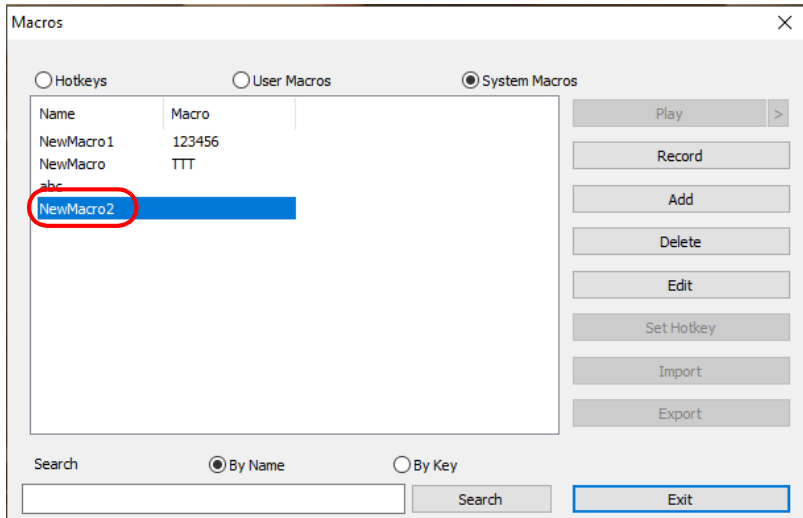 Macros
Hotkeys User Macros System Macros
Name Macro
NewMacro1 123456
NewMacro TTT
abc
NewMacro2
Play >
Record
Add
Delete
Edit
Set Hotkey
Import
Export
Search By Name By Key
Search Exit